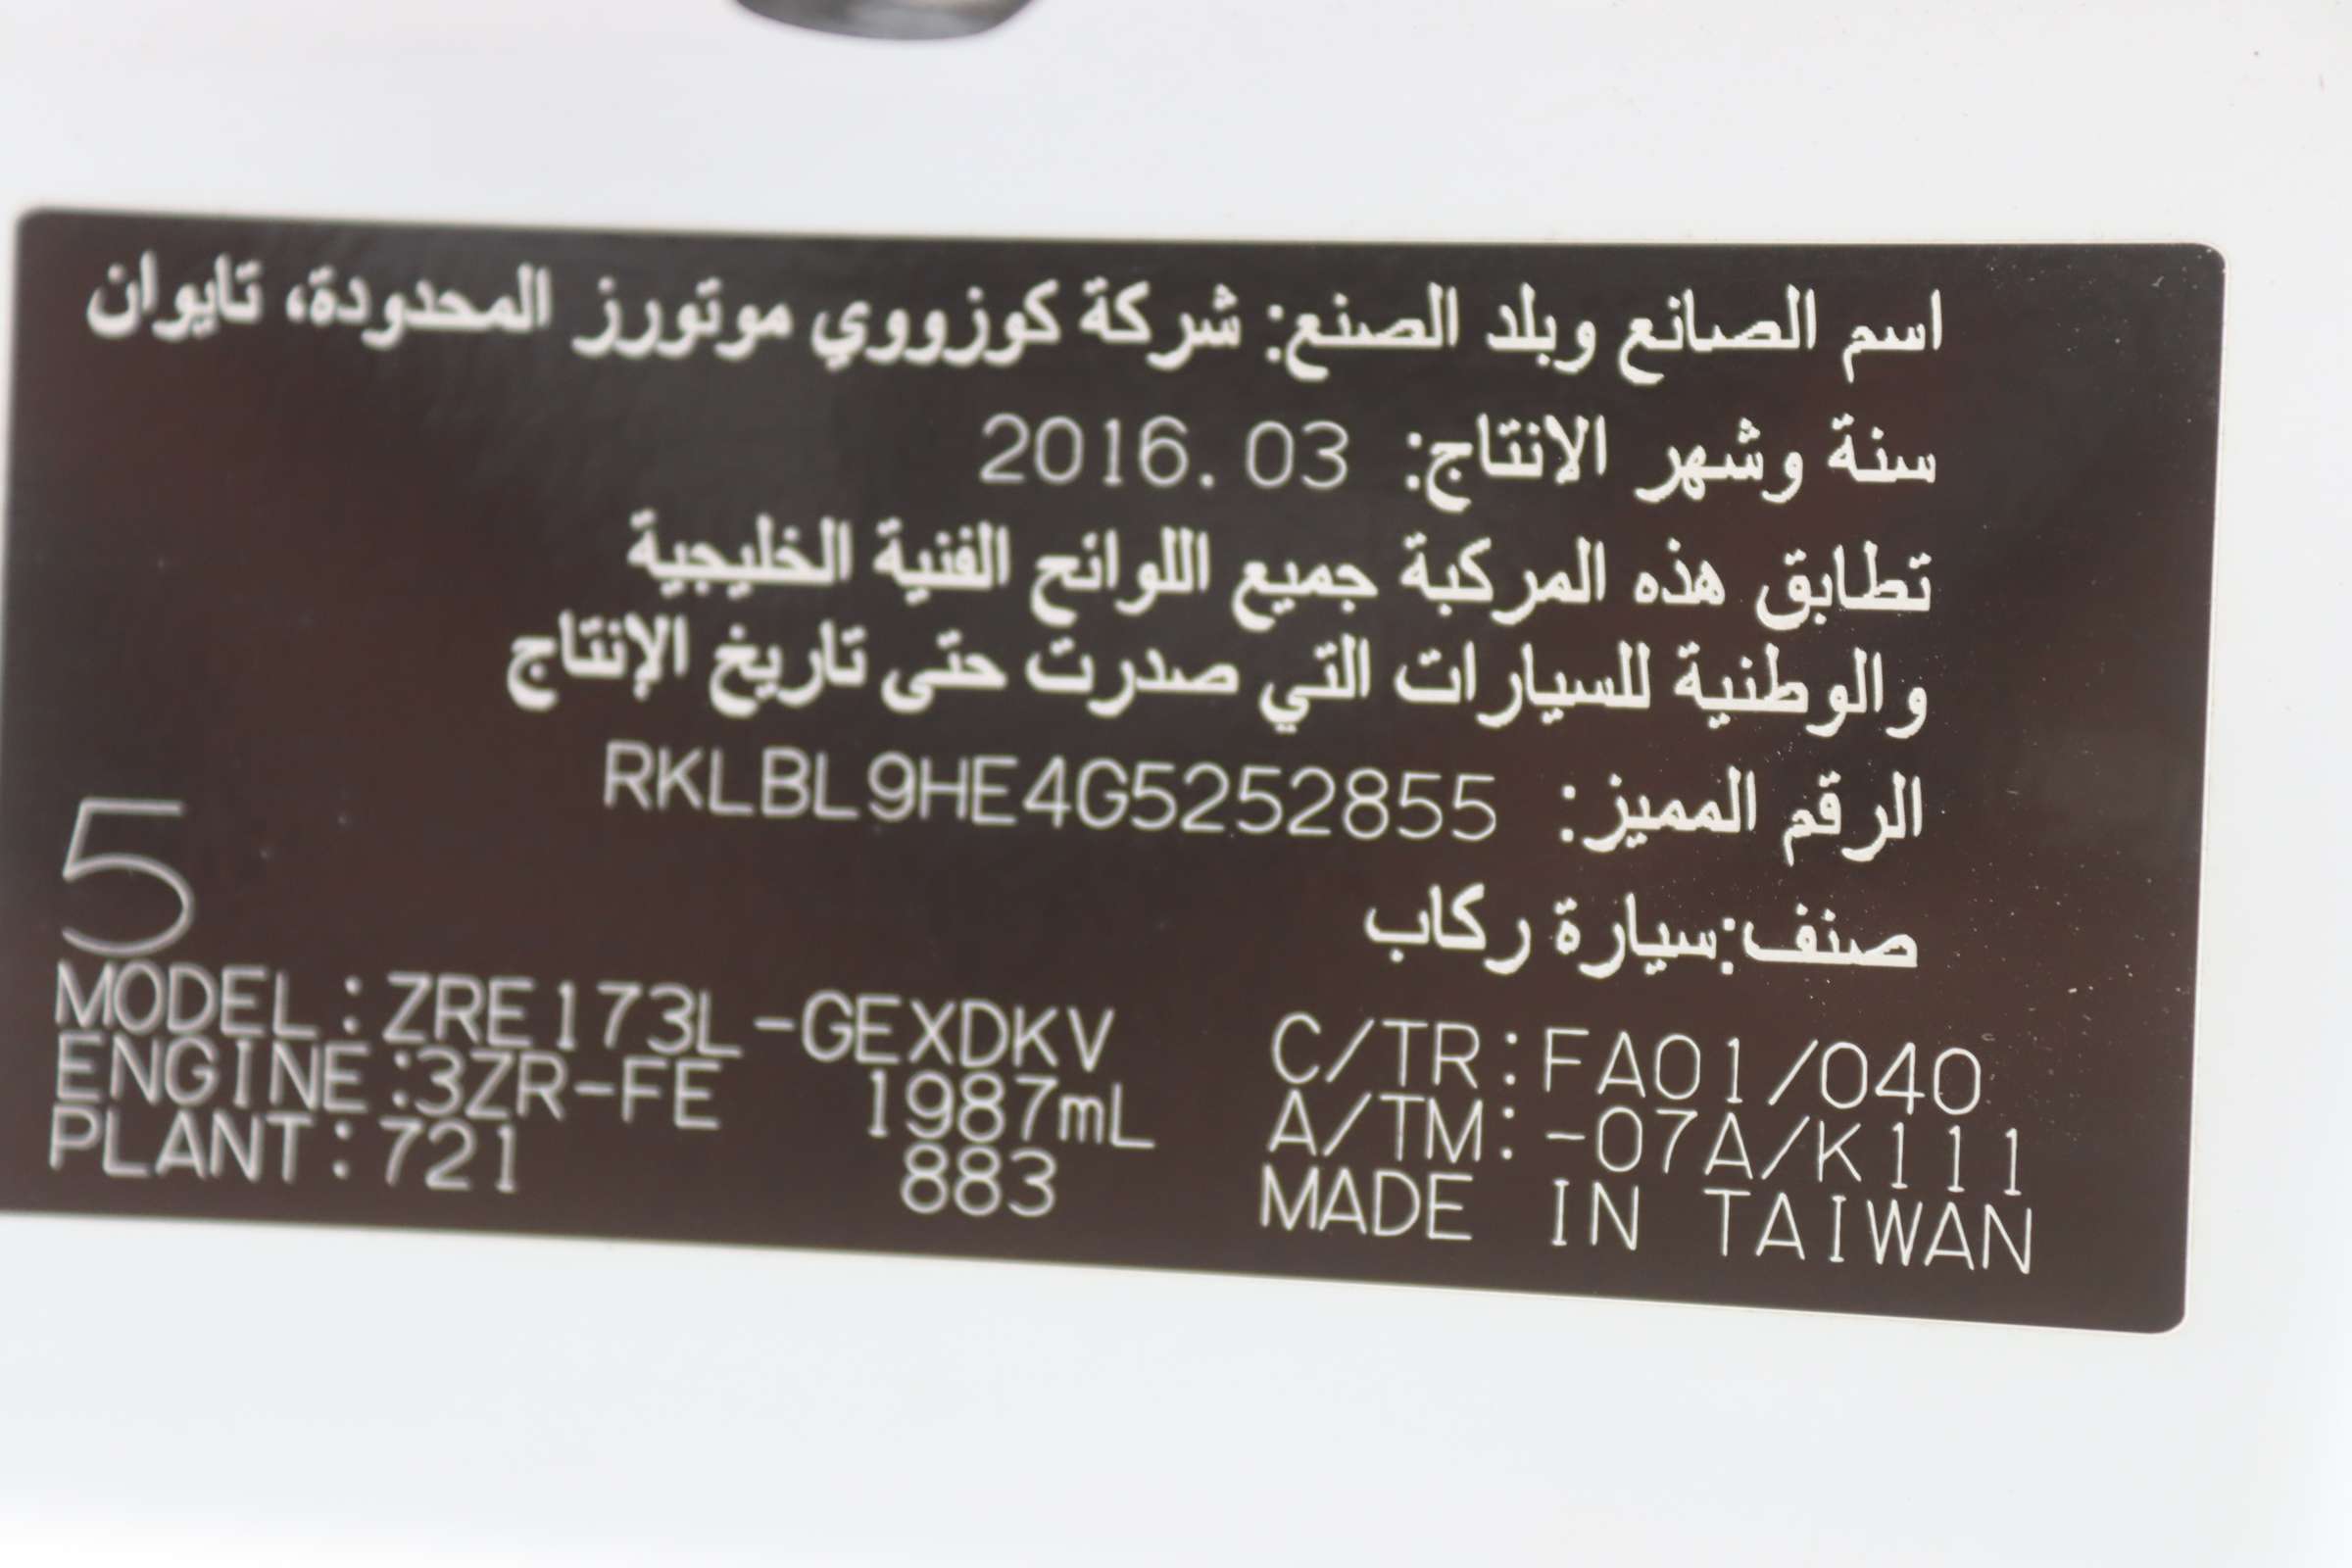 اسم الصانع وبلد الصنع: شركة كوزووي موتورز المحدودة، تايوان
سنة وشهر الانتاج: 2016.03
تطابق هذه المركبة جميع اللوائح الفنية الخليجية
والوطنية للسيارات التي صدرت حتى تاريخ الإنتاج
الرقم المميز: RKLBL9HE4G5252855
صنف:سيارة ركاب
5
MODEL:ZRE173L-GEXDKV C/TR:FA01/040
ENGINE:3ZR-FE 1987mL A/TM:-07A/K111
PLANT:721 883 MADE IN TAIWAN